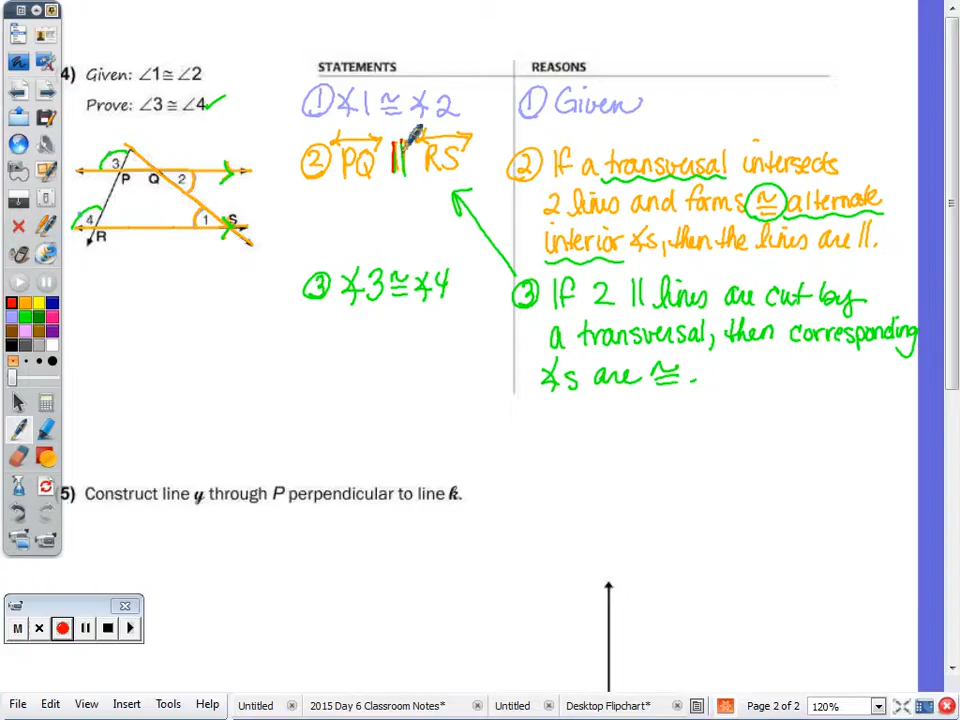 4) Given: ∠1 ≅ ∠2
Prove: ∠3 ≅ ∠4 ✓
STATEMENTS
REASONS
① ∡1 ≅ ∡2
① Given
② PQ || RS
② If a transversal intersects
2 lines and forms ≅ alternate
interior ∡s, then the lines are ||.
③ ∡3 ≅ ∡4
③ If 2 || lines are cut by
a transversal, then corresponding
∡s are ≅.
3
P
Q
2
4
R
1
S
5) Construct line y through P perpendicular to line k.
M
File Edit View Insert Tools Help
Untitled
2015 Day 6 Classroom Notes*
Untitled
Desktop Flipchart*
Page 2 of 2
120%